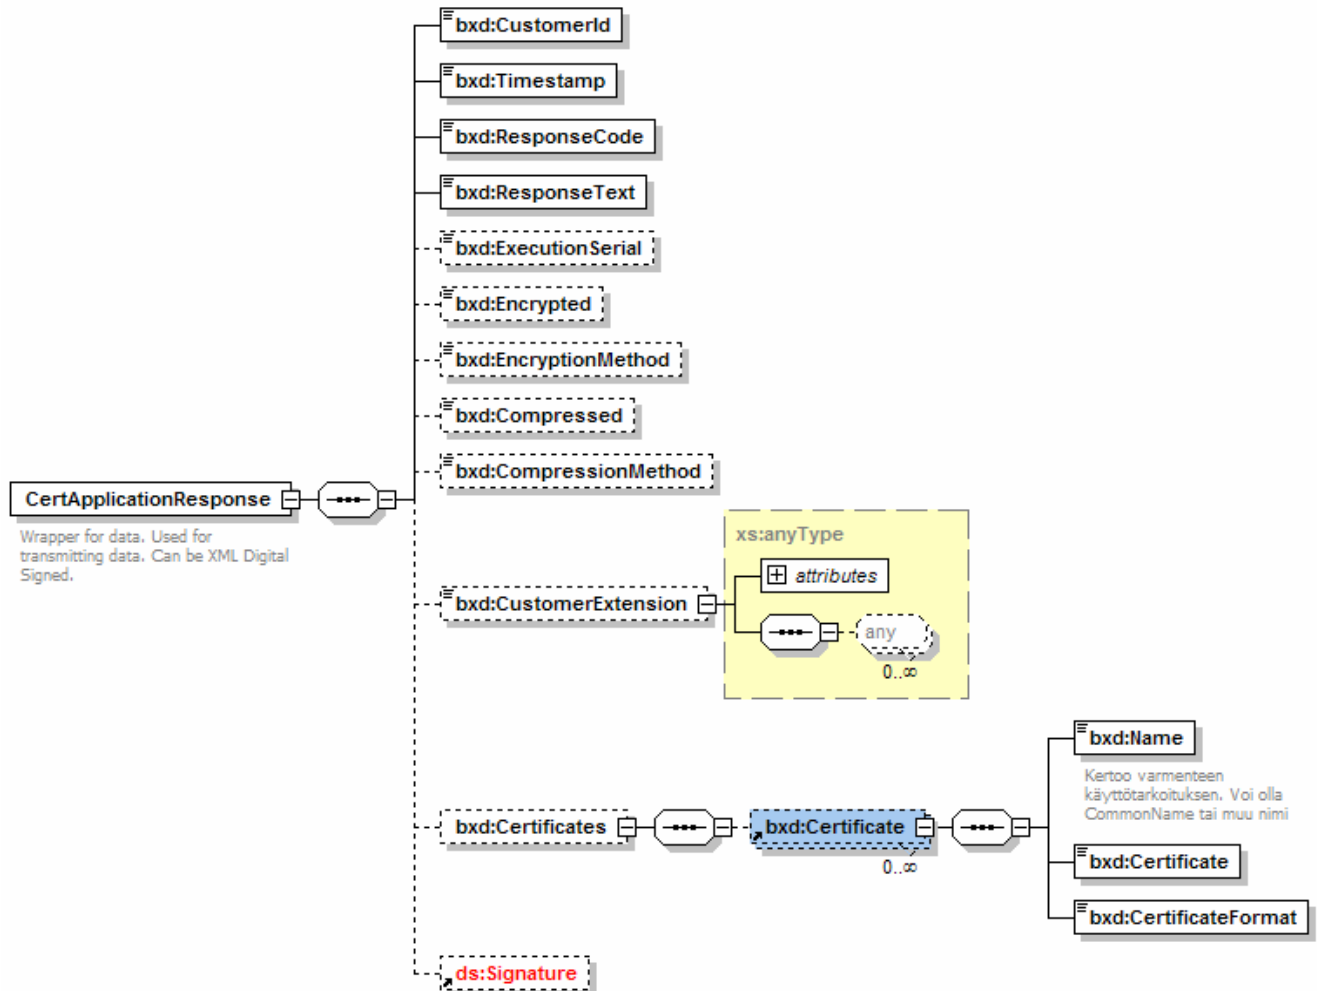 bxd:CustomerId
bxd:Timestamp
bxd:ResponseCode
bxd:ResponseText
bxd:ExecutionSerial
bxd:Encrypted
bxd:EncryptionMethod
bxd:Compressed
bxd:CompressionMethod
CertApplicationResponse
Wrapper for data. Used for
transmitting data. Can be XML Digital
Signed.
xs:anyType
attributes
bxd:CustomerExtension
any
0..∞
bxd:Name
Kertoo varmenteen
käyttötarkoituksen. Voi olla
CommonName tai muu nimi
bxd:Certificates
bxd:Certificate
0..∞
bxd:Certificate
bxd:CertificateFormat
ds:Signature